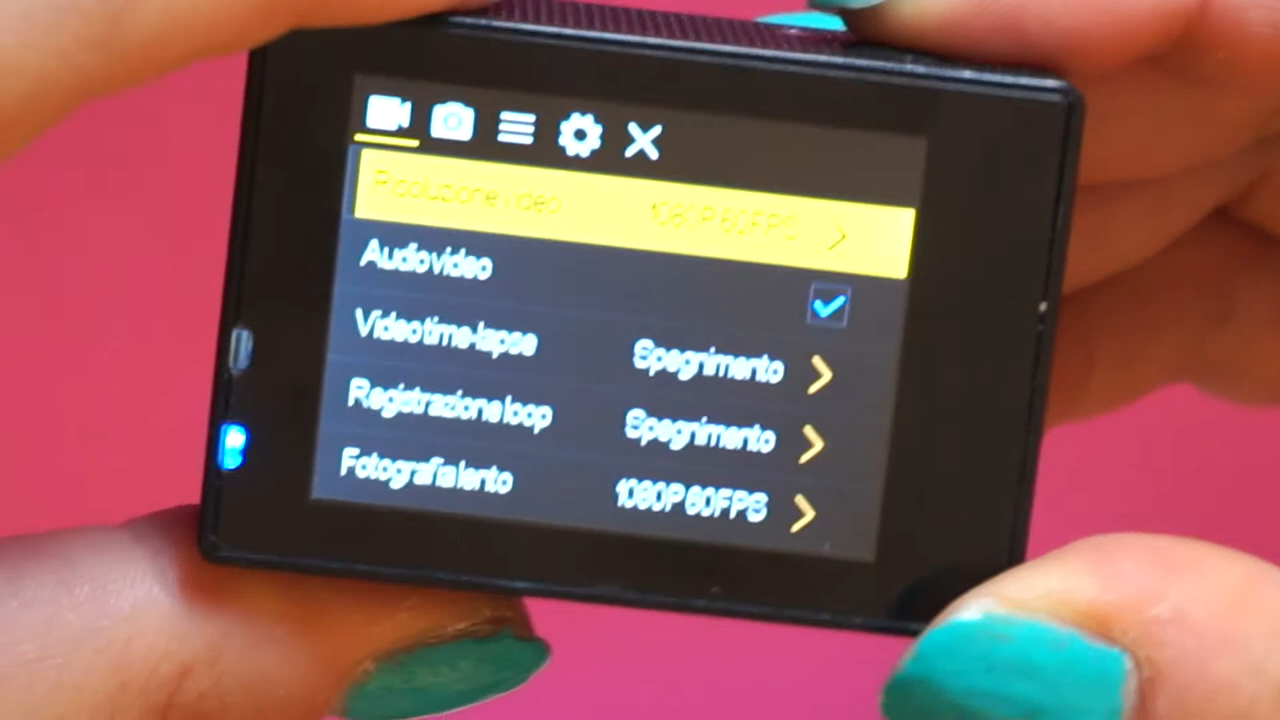 Risoluzione video 1080P 60FPS
Audio video
Video time-lapse Spegnimento
Registrazione loop Spegnimento
Fotografia lento 1080P 60FPS